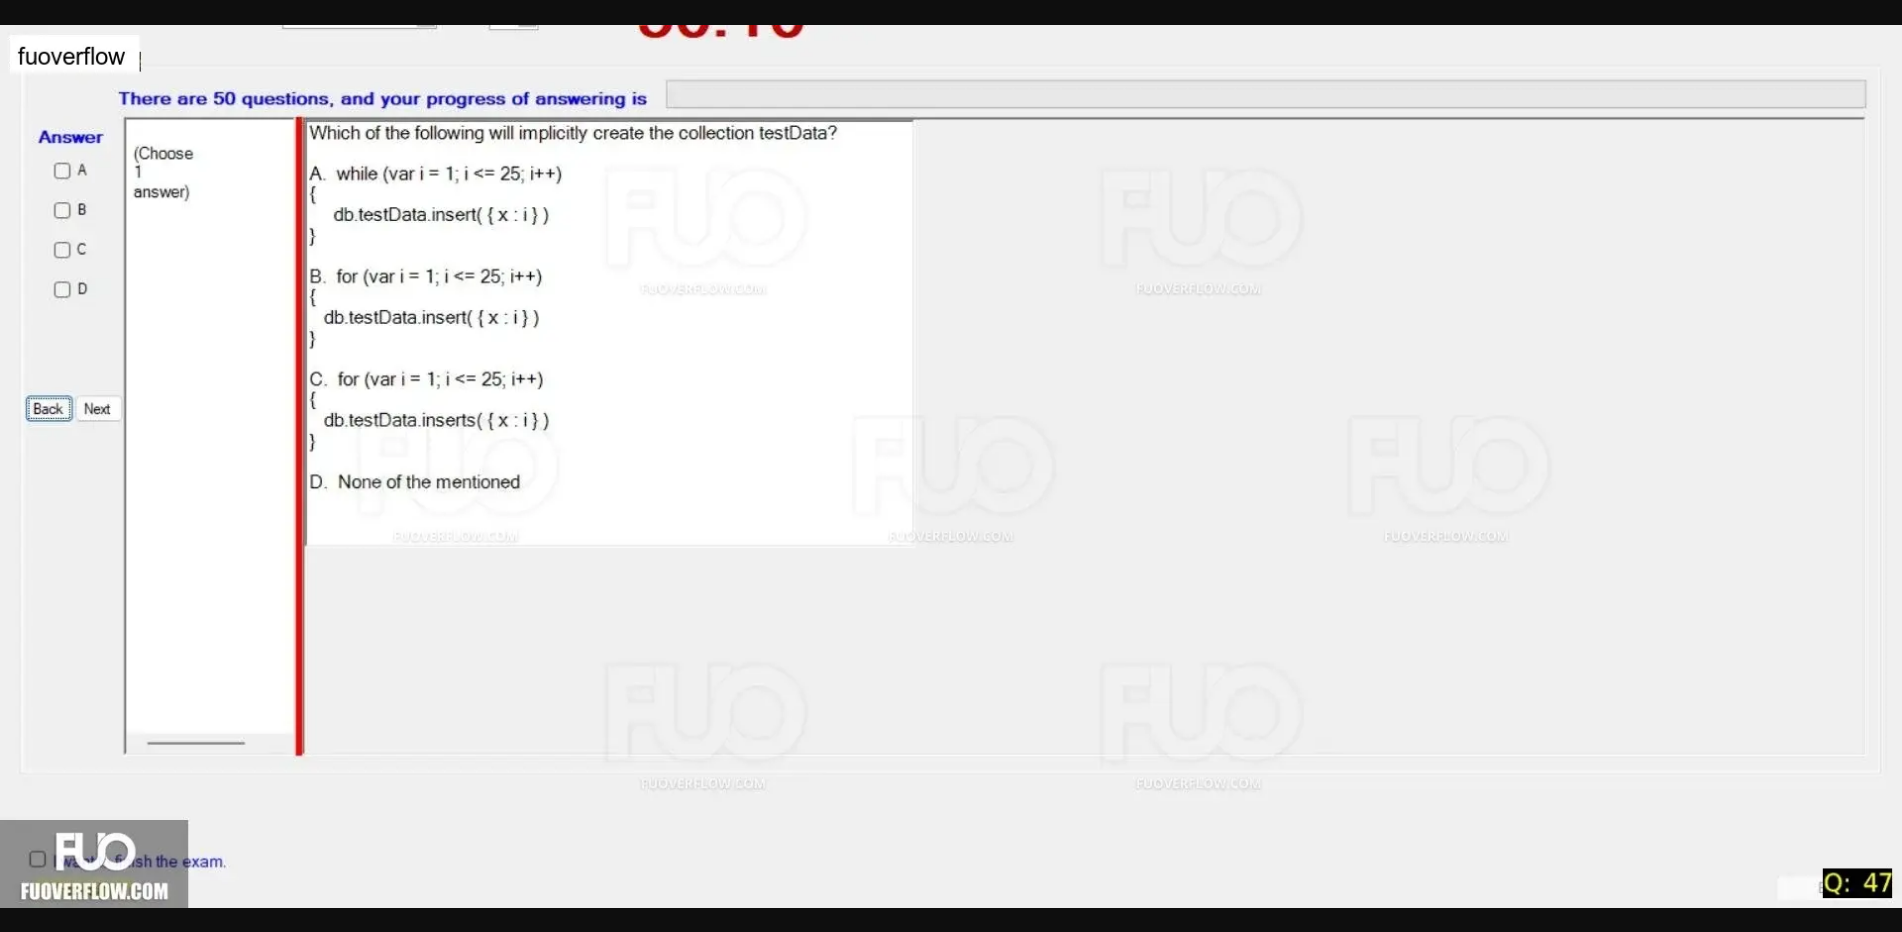 fuoverflow
There are 50 questions, and your progress of answering is
Answer
A
B
C
D
Back Next
(Choose
1
answer)
Which of the following will implicitly create the collection testData?
A. while (var i = 1; i <= 25; i++)
{
db.testData.insert( { x : i } )
}
B. for (var i = 1; i <= 25; i++)
{
db.testData.insert( { x : i } )
}
C. for (var i = 1; i <= 25; i++)
{
db.testData.inserts( { x : i } )
}
D. None of the mentioned
FUO
FUOVERFLOW.COM
FUO
FUOVERFLOW.COM
FUO
FUOVERFLOW.COM
FUO
FUOVERFLOW.COM
FUO
FUOVERFLOW.COM
FUO
FUOVERFLOW.COM
FUO
FUOVERFLOW.COM
the exam.
FUO
FUOVERFLOW.COM
Q: 47